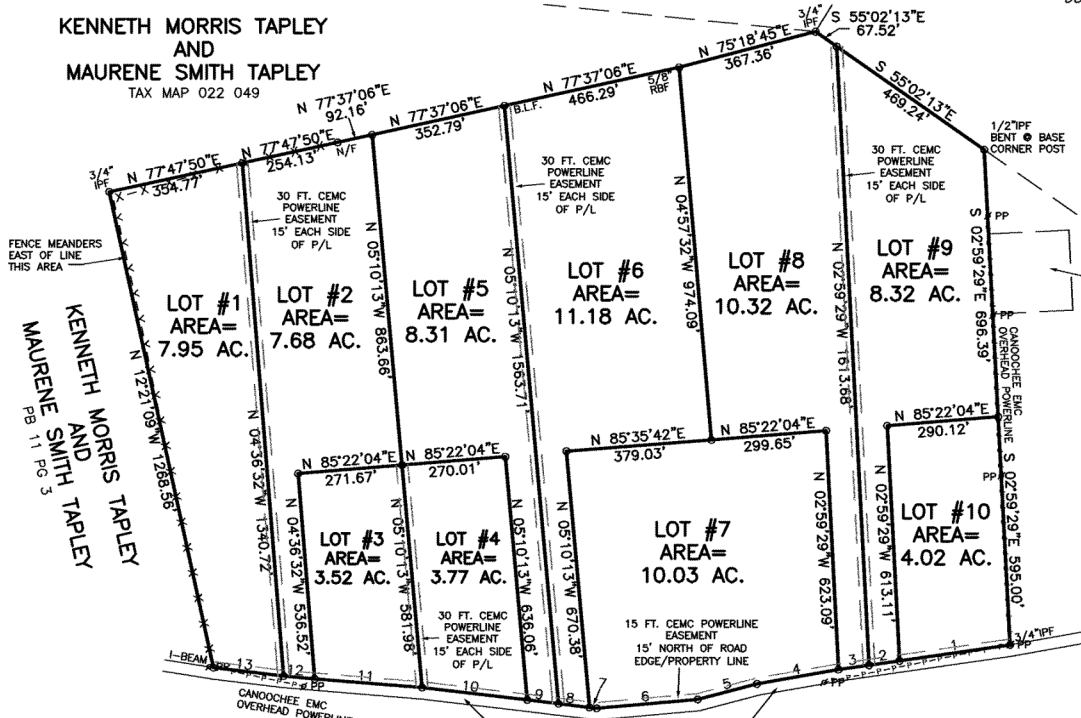 KENNETH MORRIS TAPLEY
AND
MAURENE SMITH TAPLEY
TAX MAP 022 049
3/4"
IPF
N 77°47'50"E
354.77'
N 77°47'50"E
254.13'
N/F
N 77°37'06"E
92.16'
N 77°37'06"E
352.79'
B.L.F.
N 77°37'06"E
466.29'
5/8"
RBF
N 75°18'45"E
367.36'
3/4"
IPF
S 55°02'13"E
67.52'
S 55°02'13"E
469.24'
1/2"IPF
BENT @ BASE
CORNER POST
FENCE MEANDERS
EAST OF LINE
THIS AREA
30 FT. CEMC
POWERLINE
EASEMENT
15' EACH SIDE
OF P/L
30 FT. CEMC
POWERLINE
EASEMENT
15' EACH SIDE
OF P/L
30 FT. CEMC
POWERLINE
EASEMENT
15' EACH SIDE
OF P/L
LOT #1
AREA=
7.95 AC.
LOT #2
AREA=
7.68 AC.
LOT #5
AREA=
8.31 AC.
LOT #6
AREA=
11.18 AC.
LOT #8
AREA=
10.32 AC.
LOT #9
AREA=
8.32 AC.
KENNETH MORRIS TAPLEY
AND
MAURENE SMITH TAPLEY
PB 11 PG 3
N 12°21'09"W 1268.56'
N 04°36'32"W 1340.72'
N 05°10'13"W 863.66'
N 05°10'13"W 1563.71'
N 04°57'32"W 974.09'
N 02°59'29"W 1613.68'
S 02°59'29"E 696.39'
PP
PP
CANOOCHEE EMC
OVERHEAD POWERLINE
PP
S 02°59'29"E 595.00'
N 85°22'04"E
271.67'
N 85°22'04"E
270.01'
N 85°35'42"E
379.03'
N 85°22'04"E
299.65'
N 85°22'04"E
290.12'
N 04°36'32"W 536.52'
LOT #3
AREA=
3.52 AC.
N 05°10'13"W 581.98'
LOT #4
AREA=
3.77 AC.
N 05°10'13"W 636.06'
N 05°10'13"W 670.38'
LOT #7
AREA=
10.03 AC.
N 02°59'29"W 623.09'
N 02°59'29"W 613.11'
LOT #10
AREA=
4.02 AC.
30 FT. CEMC
POWERLINE
EASEMENT
15' EACH SIDE
OF P/L
15 FT. CEMC POWERLINE
EASEMENT
15' NORTH OF ROAD
EDGE/PROPERTY LINE
I-BEAM
PP
13
12
PP
11
10
9
8
7
6
5
4
PP
3
2
1
3/4"IPF
CANOOCHEE EMC
OVERHEAD POWERLINE